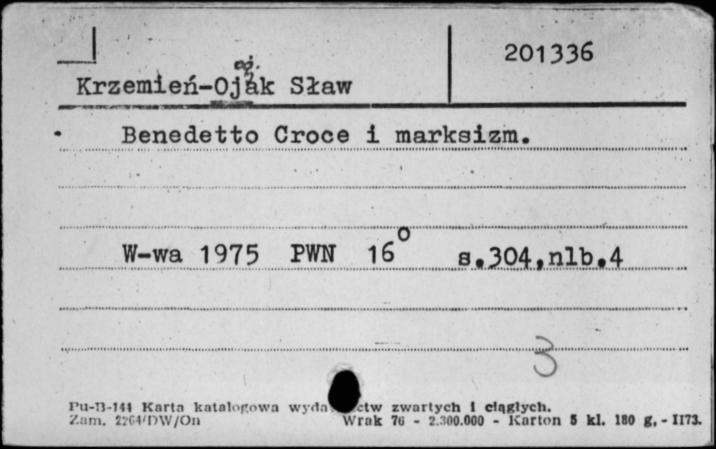 201336
Krzemień-Ojak Sław
Benedetto Croce i marksizm.
W-wa 1975 PWN 16° s.304,nlb.4
3
Pu-B-144 Karta katalogowa wyda ctw zwartych i ciągłych.
Zam. 2264/DW/On Wrak 76 - 2.300.000 - Karton 5 kl. 180 g, - II73.